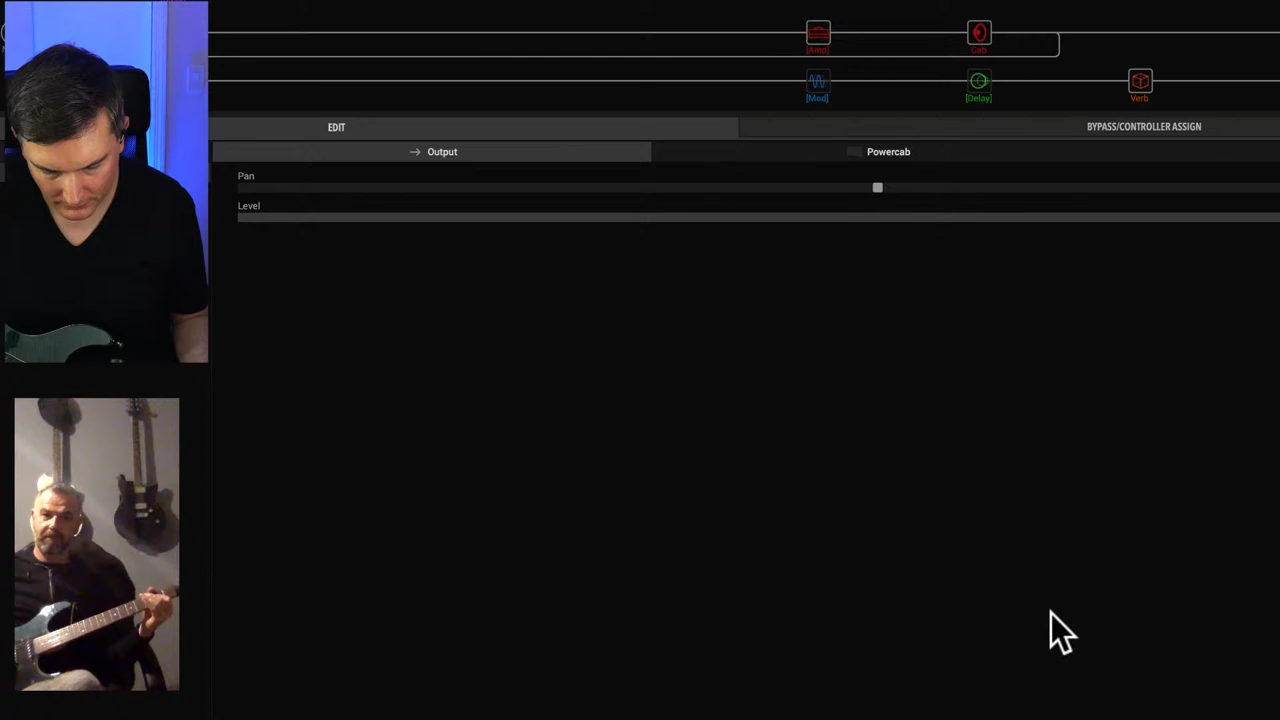 [Amp] Cab
[Mod] [Delay] Verb
EDIT BYPASS/CONTROLLER ASSIGN
Output Powercab
Pan
Level